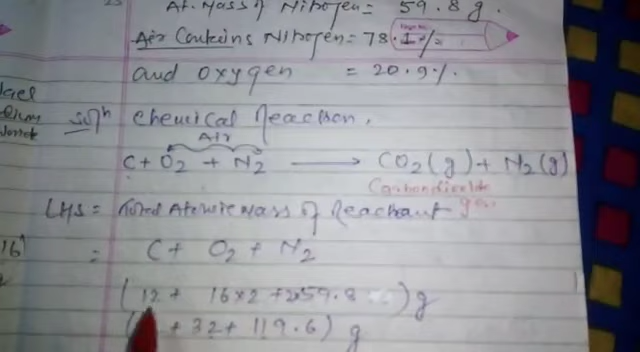 At. Mass of Nitrogen = 59.8 g.
Air Contains Nitrogen = 78.1%
and oxygen = 20.9%.
Solⁿ chemical Reaction.
Air
C + O₂ + N₂ ⟶ CO₂(g) + N₂(g)
gas
LHS = Total Atomic mass of Reactant
= C + O₂ + N₂
(12 + 16×2 + 2×59.8 )g
( + 32 + 119.6) g